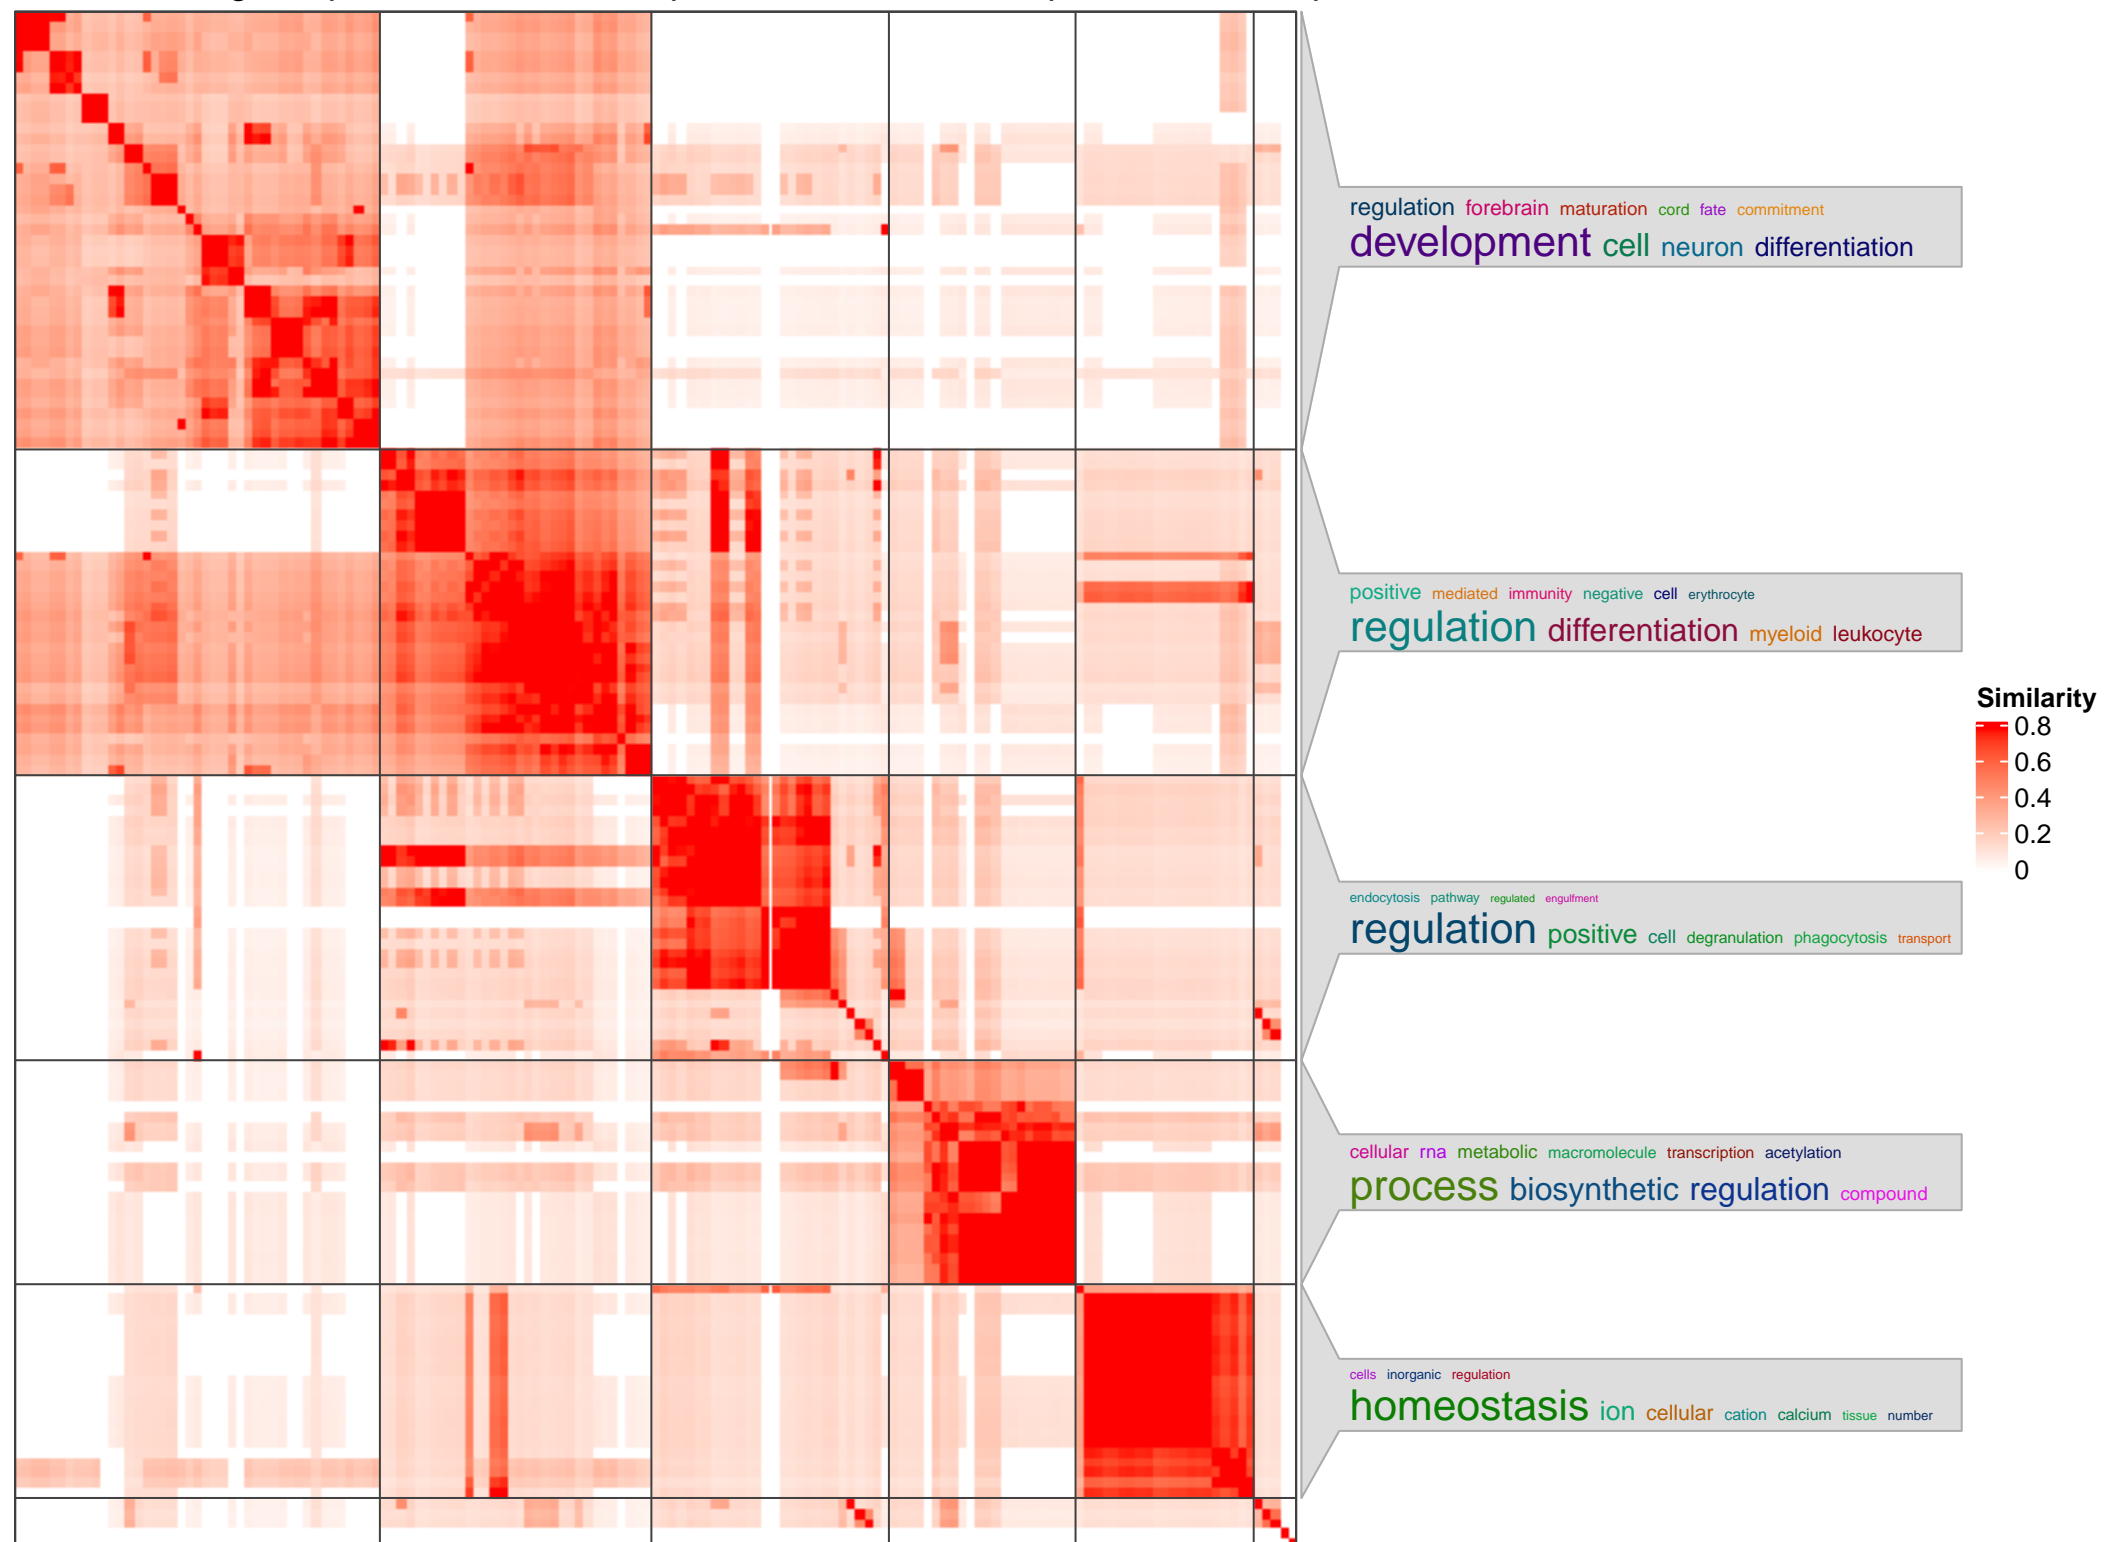 regulation forebrain maturation cord fate commitment
development cell neuron differentiation
positive mediated immunity negative cell erythrocyte
regulation differentiation myeloid leukocyte
Similarity
0.8
0.6
0.4
0.2
0
endocytosis pathway regulated engulfment
regulation positive cell degranulation phagocytosis transport
cellular rna metabolic macromolecule transcription acetylation
process biosynthetic regulation compound
cells inorganic regulation
homeostasis ion cellular cation calcium tissue number